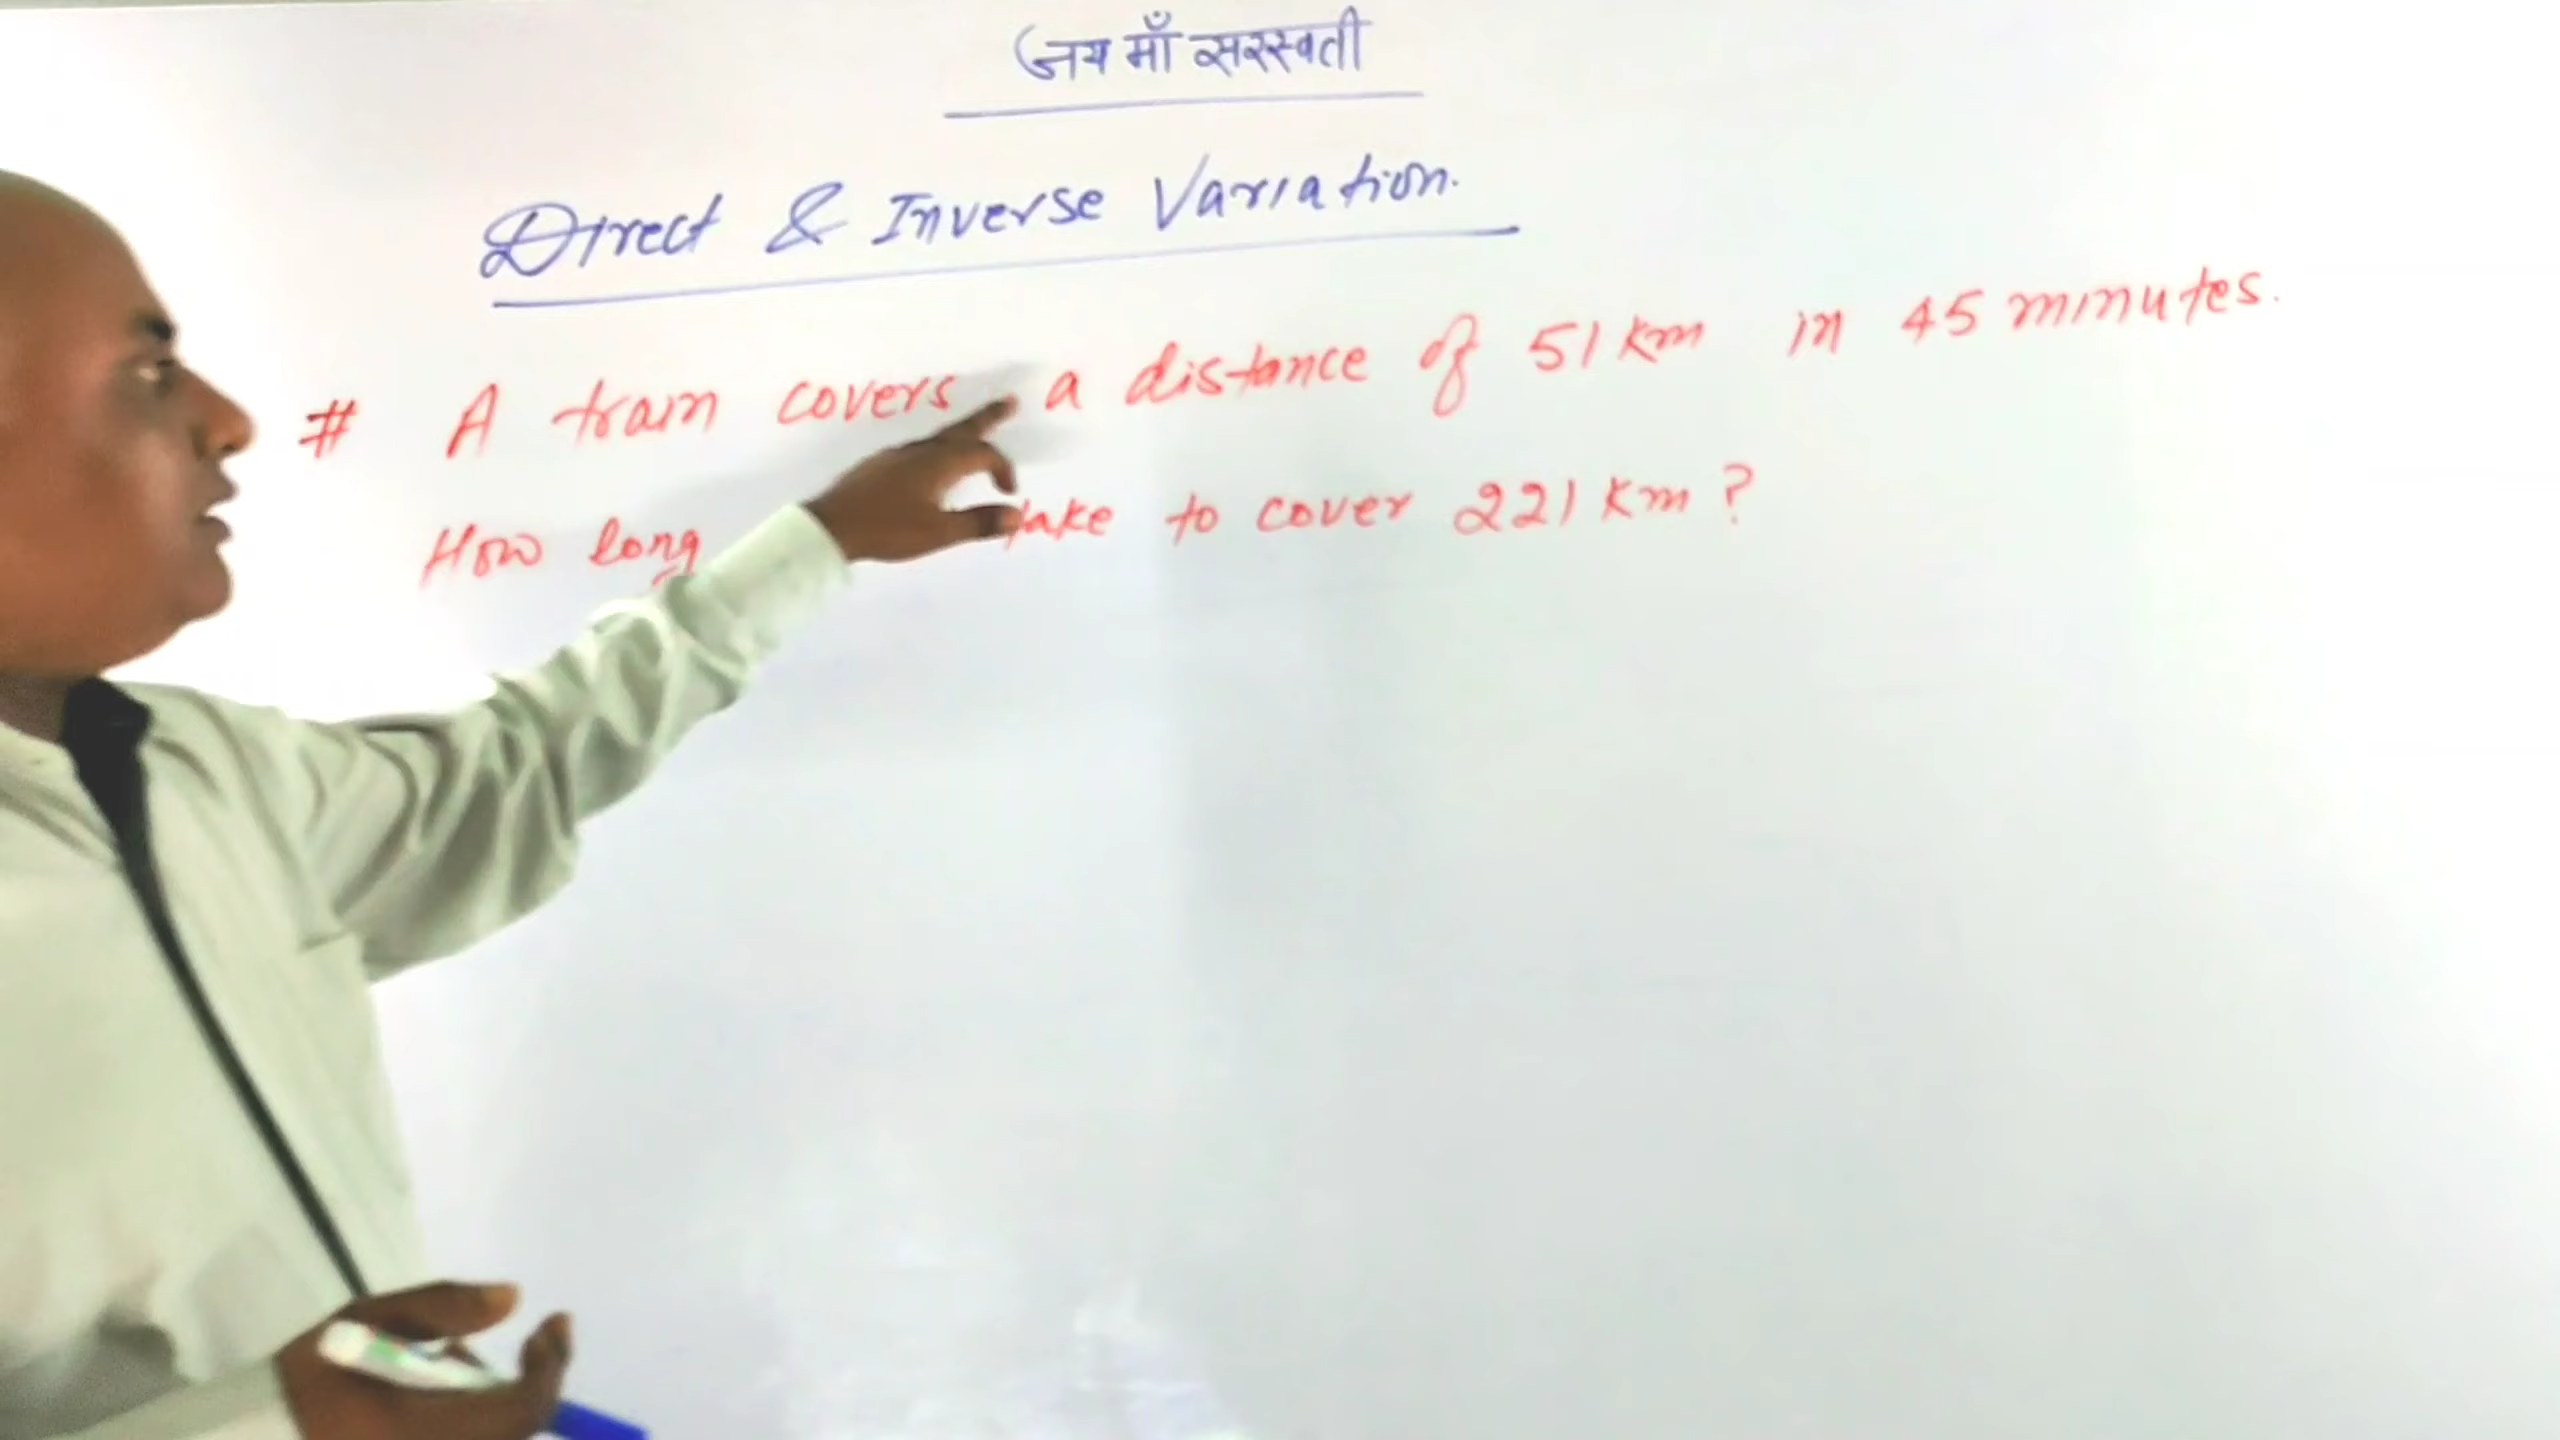 जय माँ सरस्वती
Direct & Inverse Variation.
# A train covers a distance of 51 km in 45 minutes.
How long take to cover 221 km ?